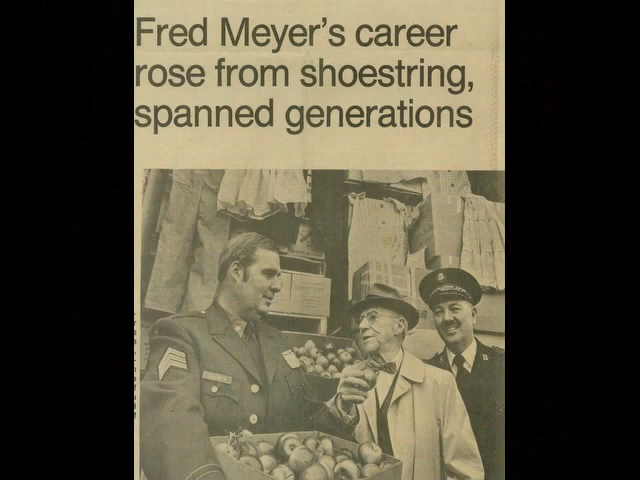 Fred Meyer's career
rose from shoestring,
spanned generations